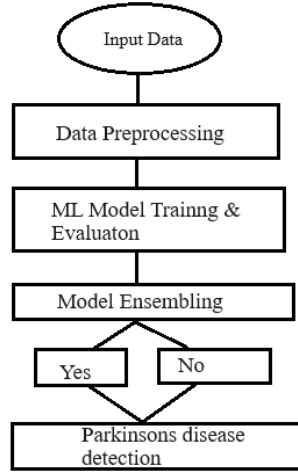 Input Data
Data Preprocessing
ML Model Trainng &
Evaluaton
Model Ensembling
Yes
No
Parkinsons disease
detection